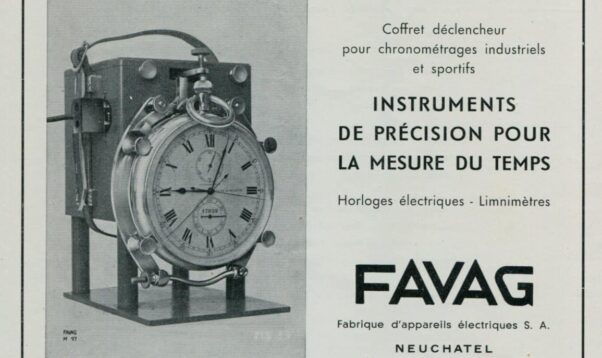 Coffret déclencheur
pour chronométrages industriels
et sportifs
INSTRUMENTS
DE PRÉCISION POUR
LA MESURE DU TEMPS
Horloges électriques - Limnimètres
FAVAG
Fabrique d'appareils électriques S. A.
NEUCHATEL
FAVAG